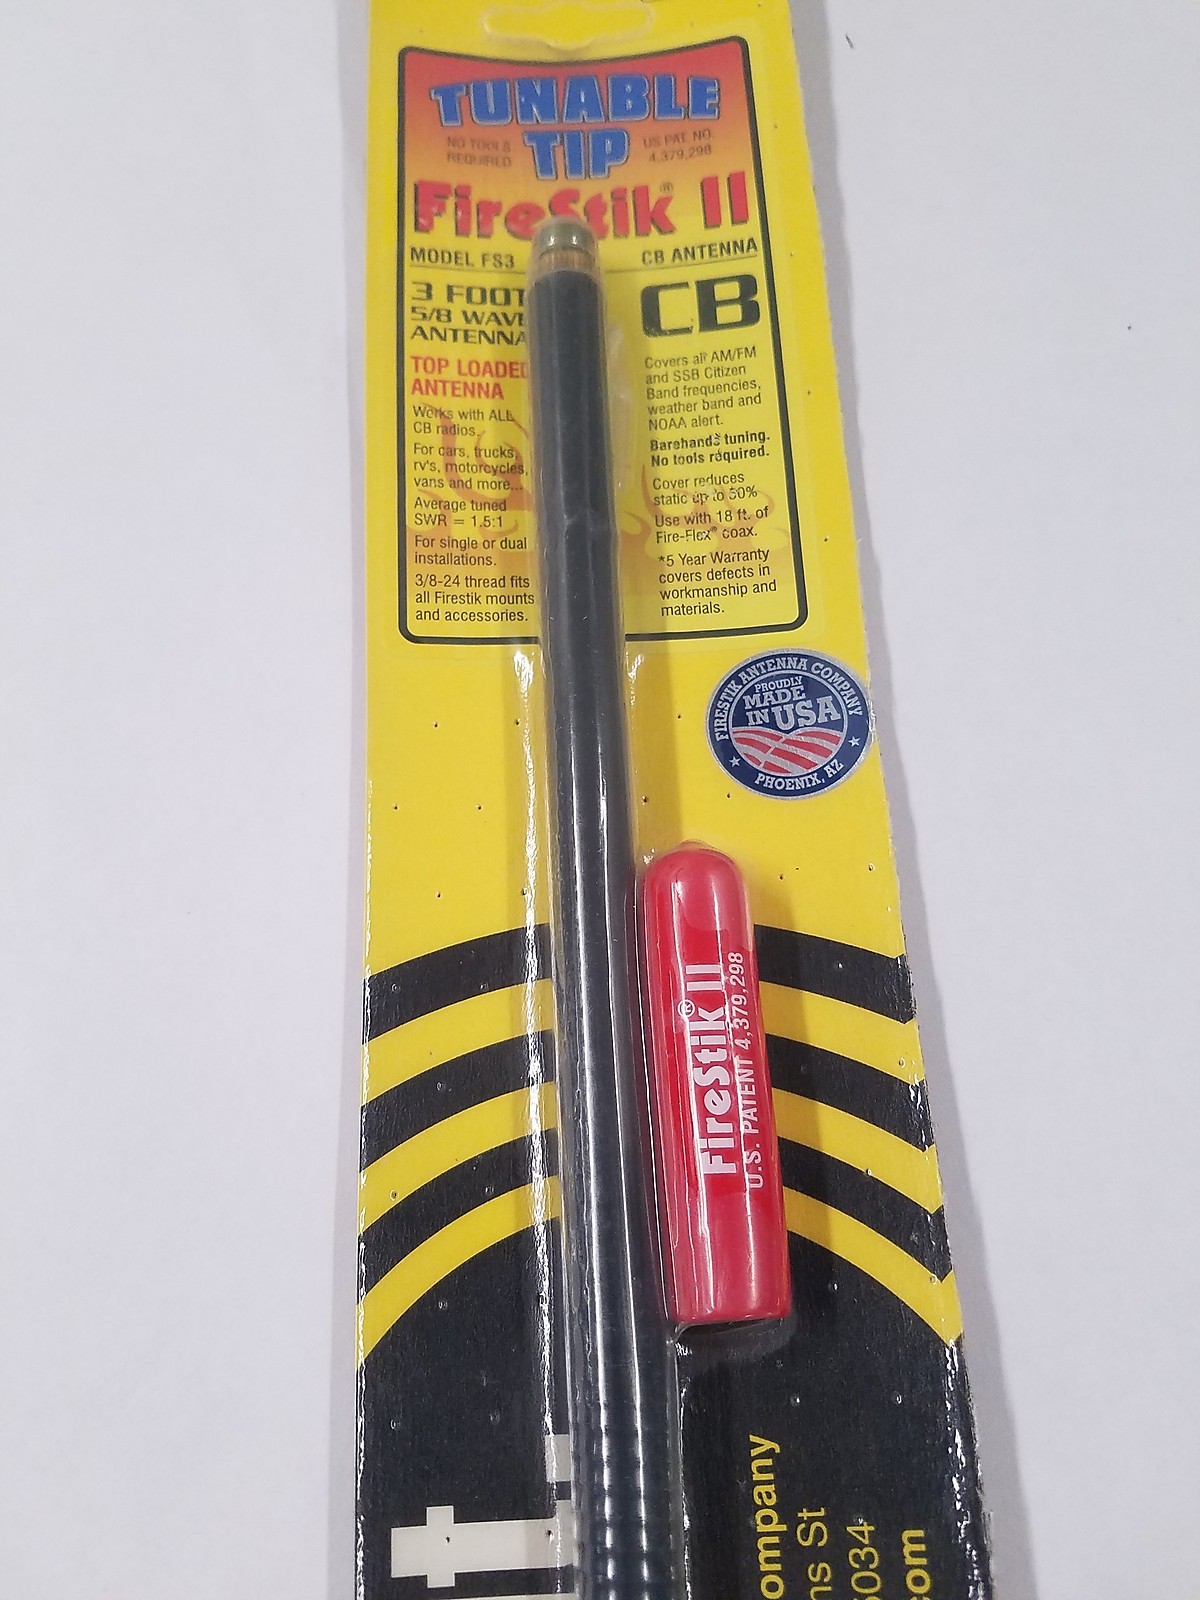 TUNABLE
TIP
NO TOOLS
REQUIRED
US PAT. NO.
4,379,298
FireStik® II
MODEL FS3
CB ANTENNA
3 FOOT
5/8 WAVE
ANTENNA
TOP LOADED
ANTENNA
Works with ALL
CB radios.
For cars, trucks,
rv's, motorcycles,
vans and more...
Average tuned
SWR = 1.5:1
For single or dual
installations.
3/8-24 thread fits
all Firestik mounts
and accessories.
CB
Covers all AM/FM
and SSB Citizen
Band frequencies,
weather band and
NOAA alert.
Barehands tuning.
No tools required.
Cover reduces
static up to 50%
Use with 18 ft. of
Fire-Flex® coax.
*5 Year Warranty
covers defects in
workmanship and
materials.
FIRESTIK ANTENNA COMPANY
PROUDLY
MADE
IN USA
PHOENIX, AZ
FireStik® II
U.S. PATENT 4,379,298
t
ompany
ns St
5034
com